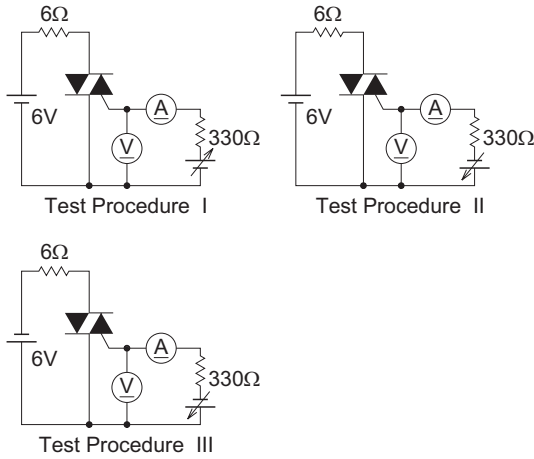 6Ω
6V
A
V
330Ω
Test Procedure I
6Ω
6V
A
V
330Ω
Test Procedure II
6Ω
6V
A
V
330Ω
Test Procedure III